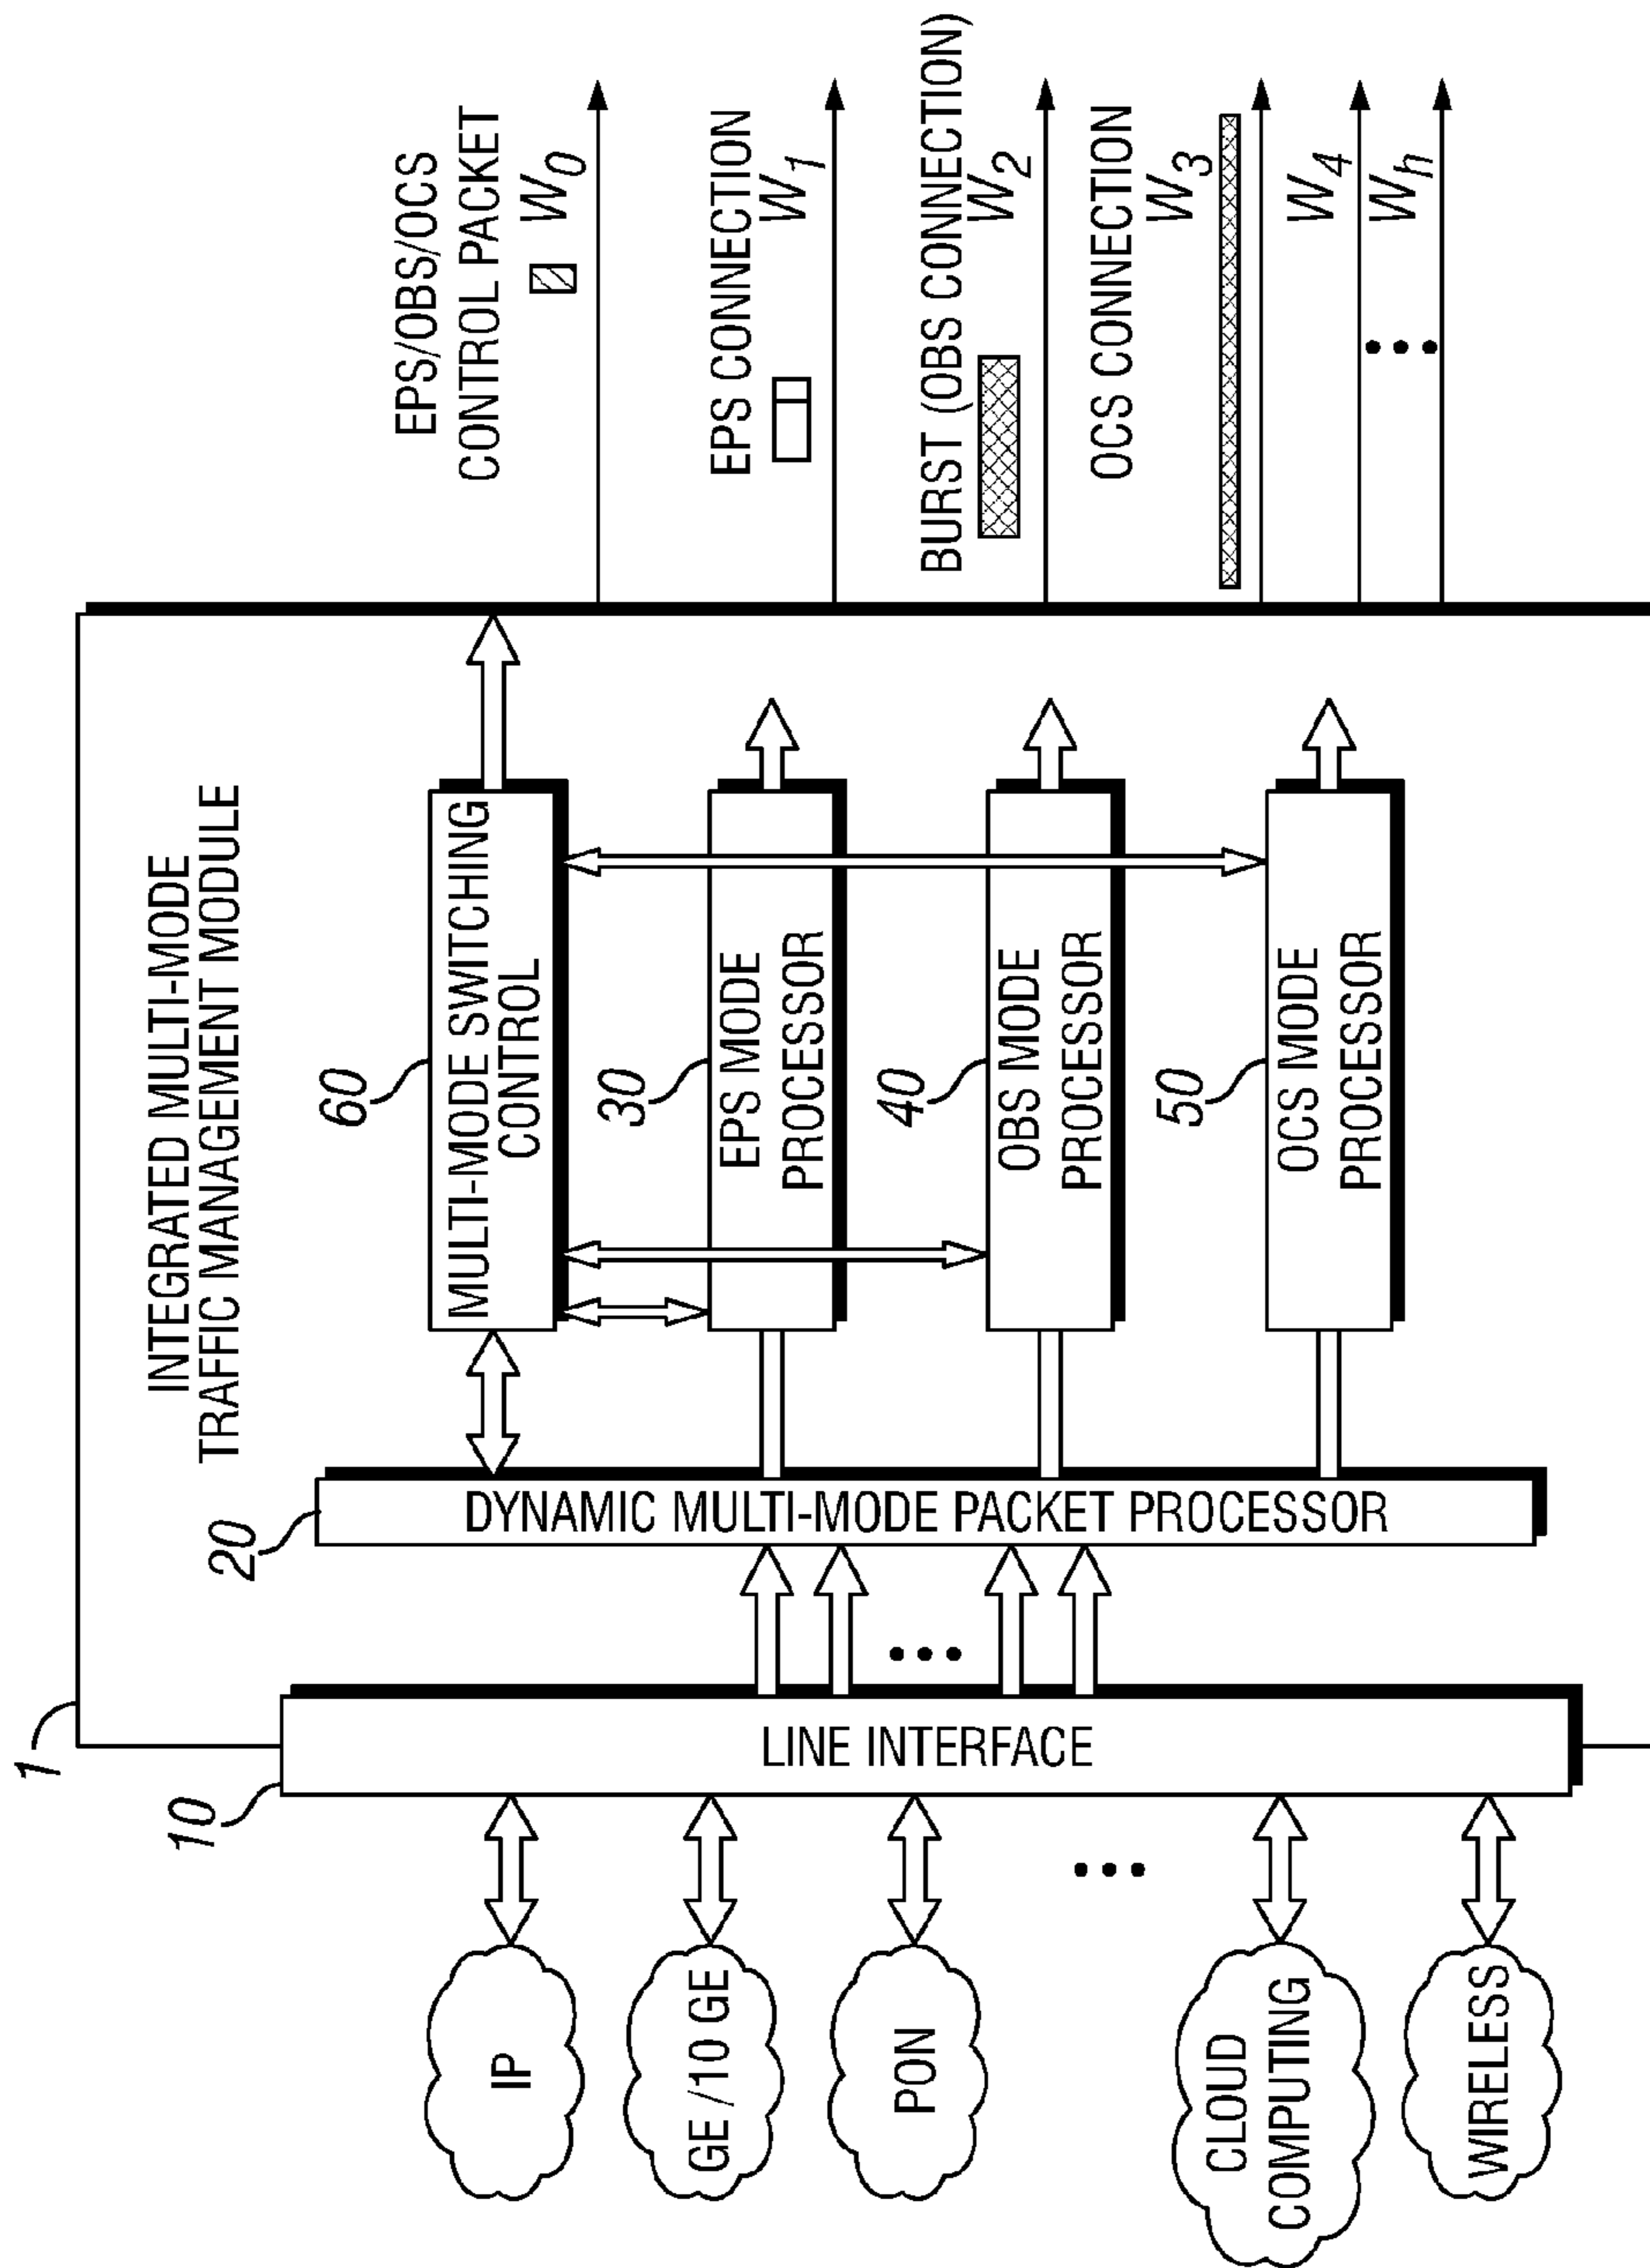 INTEGRATED MULTI-MODE
TRAFFIC MANAGEMENT MODULE
1
10
20
60
30
40
50
IP
GE /10 GE
PON
CLOUD
COMPUTING
WIRELESS
LINE INTERFACE
DYNAMIC MULTI-MODE PACKET PROCESSOR
MULTI-MODE SWITCHING
CONTROL
EPS MODE
PROCESSOR
OBS MODE
PROCESSOR
OCS MODE
PROCESSOR
EPS/OBS/OCS
CONTROL PACKET
W0
EPS CONNECTION
W1
BURST (OBS CONNECTION)
W2
OCS CONNECTION
W3
W4
Wh